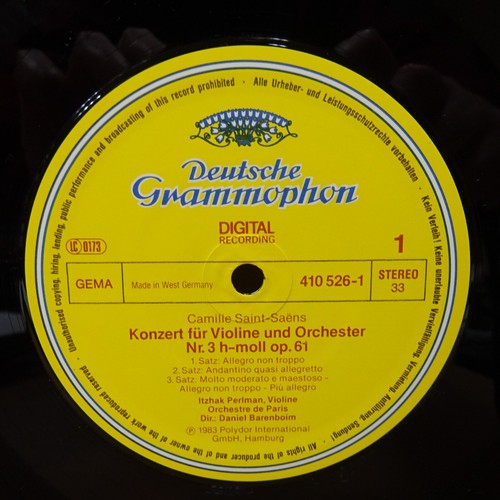 Alle Urheber- und Leistungsschutzrechte vorbehalten · Kein Verleih! Keine unerlaubte Vervielfältigung, Vermietung, Aufführung, Sendung!
All rights of the producer and of the owner of the work reproduced reserved · Unauthorised copying, hiring, lending, public performance and broadcasting of this record prohibited ·
Deutsche
Grammophon
DIGITAL
RECORDING
LC 0173
1
GEMA
Made in West Germany
410 526-1
STEREO
33
Camille Saint-Saëns
Konzert für Violine und Orchester
Nr. 3 h-moll op. 61
1. Satz: Allegro non troppo
2. Satz: Andantino quasi allegretto
3. Satz: Molto moderato e maestoso -
Allegro non troppo - Più allegro
Itzhak Perlman, Violine
Orchestre de Paris
Dir.: Daniel Barenboim
℗ 1983 Polydor International
GmbH, Hamburg